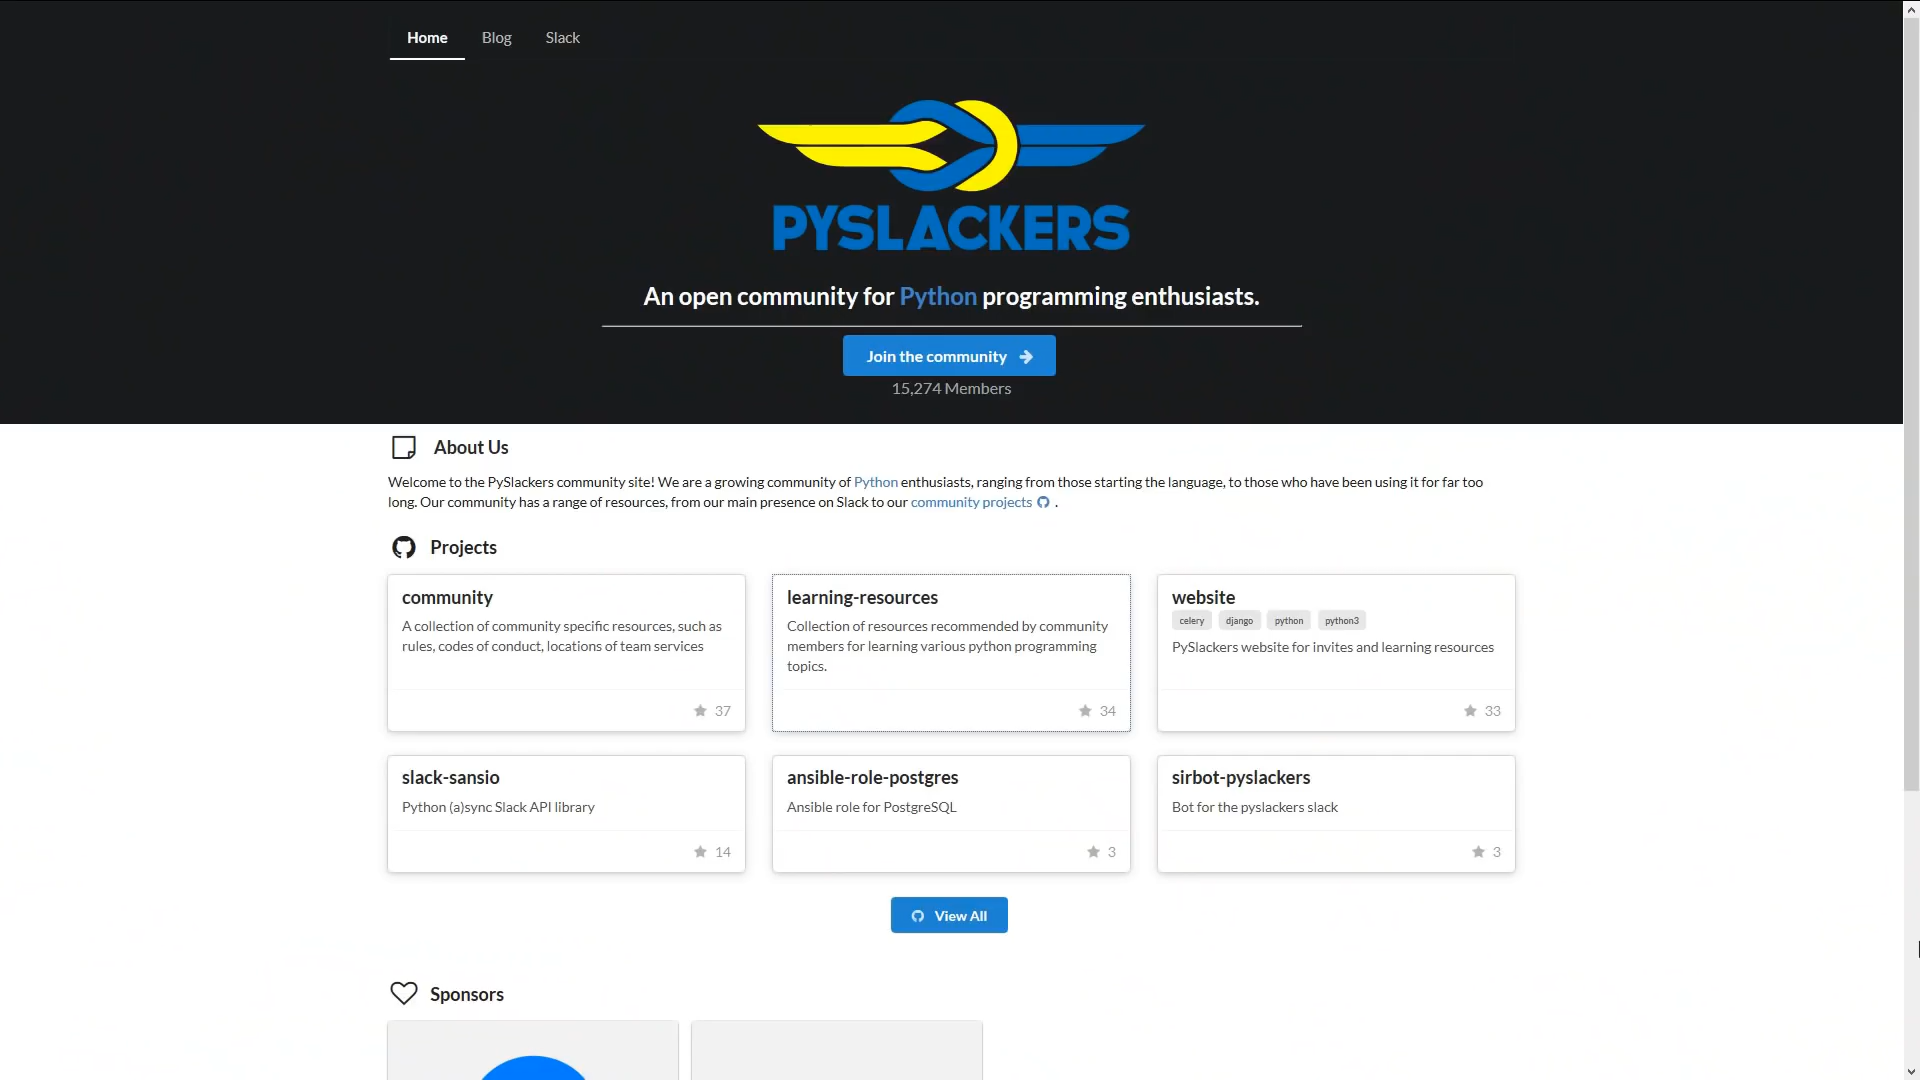 Home Blog Slack
PYSLACKERS
An open community for Python programming enthusiasts.
Join the community
15,274 Members
About Us
Welcome to the PySlackers community site! We are a growing community of Python enthusiasts, ranging from those starting the language, to those who have been using it for far too
long. Our community has a range of resources, from our main presence on Slack to our community projects .
Projects
community
A collection of community specific resources, such as
rules, codes of conduct, locations of team services
37
learning-resources
Collection of resources recommended by community
members for learning various python programming
topics.
34
website
celery django python python3
PySlackers website for invites and learning resources
33
slack-sansio
Python (a)sync Slack API library
14
ansible-role-postgres
Ansible role for PostgreSQL
3
sirbot-pyslackers
Bot for the pyslackers slack
3
View All
Sponsors